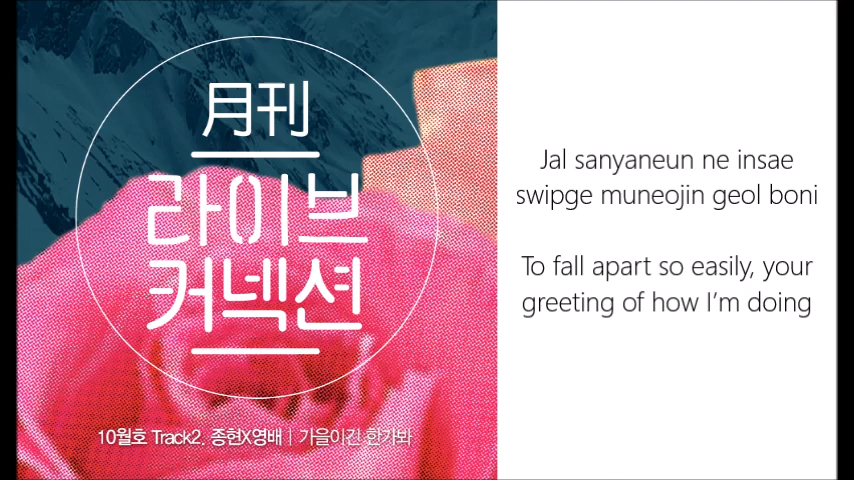 月刊
라이브
커넥션
10월호 Track2. 종현X영배 | 가을이긴 한가봐
Jal sanyaneun ne insae
swipge muneojin geol boni
To fall apart so easily, your
greeting of how I'm doing